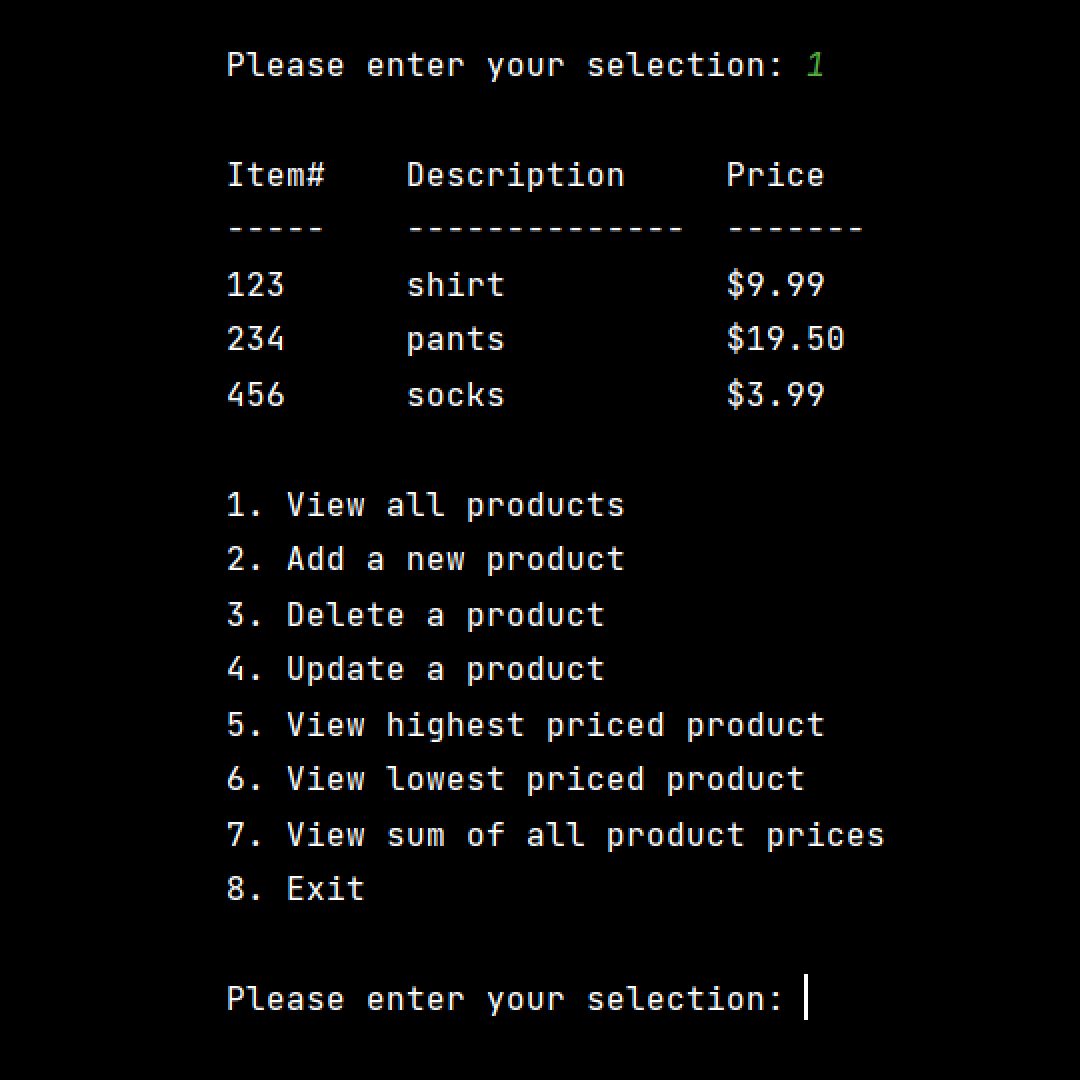 Please enter your selection: 1
Item# Description Price
----- -------------- -------
123 shirt $9.99
234 pants $19.50
456 socks $3.99
1. View all products
2. Add a new product
3. Delete a product
4. Update a product
5. View highest priced product
6. View lowest priced product
7. View sum of all product prices
8. Exit
Please enter your selection: